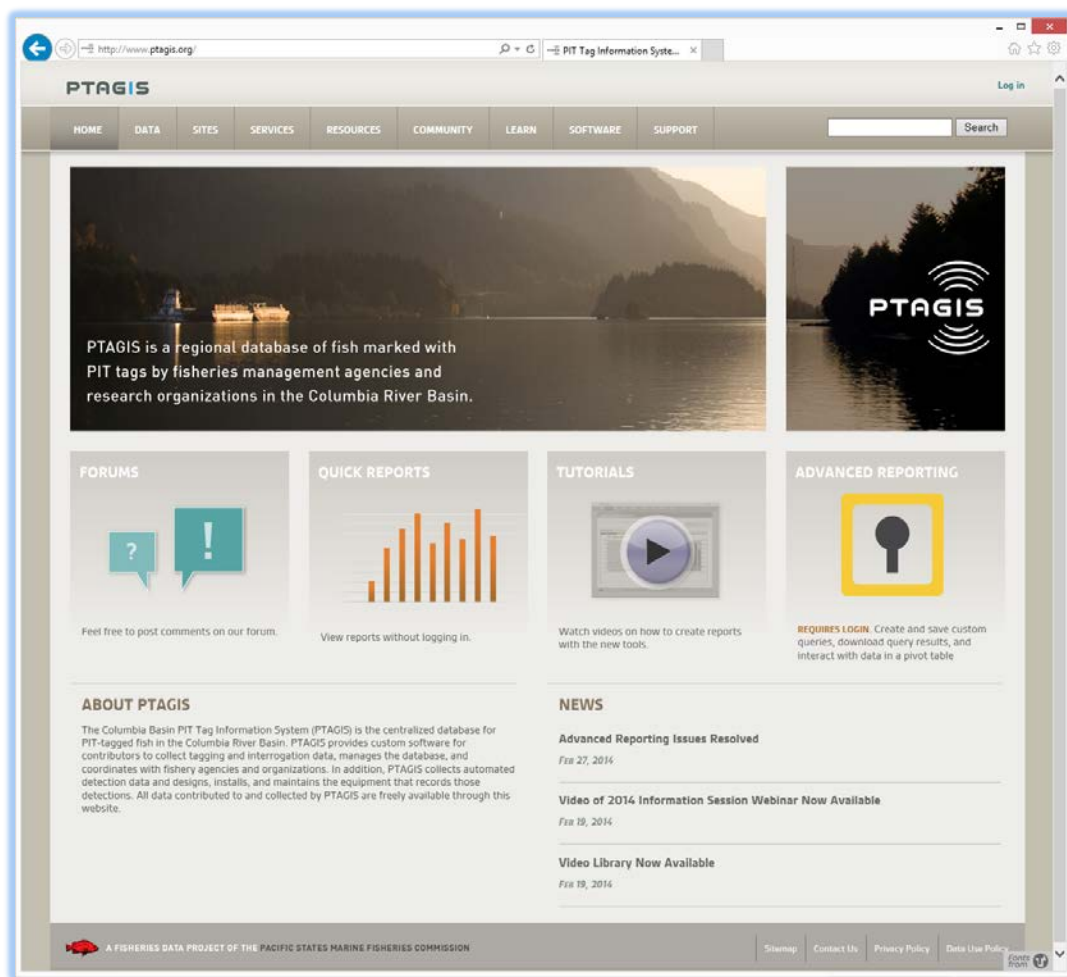 http://www.ptagis.org/
PIT Tag Information Syste...
PTAGIS
Log in
HOME DATA SITES SERVICES RESOURCES COMMUNITY LEARN SOFTWARE SUPPORT
Search
PTAGIS is a regional database of fish marked with
PIT tags by fisheries management agencies and
research organizations in the Columbia River Basin.
PTAGIS
FORUMS
?
!
Feel free to post comments on our forum.
QUICK REPORTS
View reports without logging in.
TUTORIALS
Watch videos on how to create reports
with the new tools.
ADVANCED REPORTING
REQUIRES LOGIN. Create and save custom
queries, download query results, and
interact with data in a pivot table
ABOUT PTAGIS
The Columbia Basin PIT Tag Information System (PTAGIS) is the centralized database for
PIT-tagged fish in the Columbia River Basin. PTAGIS provides custom software for
contributors to collect tagging and interrogation data, manages the database, and
coordinates with fishery agencies and organizations. In addition, PTAGIS collects automated
detection data and designs, installs, and maintains the equipment that records those
detections. All data contributed to and collected by PTAGIS are freely available through this
website.
NEWS
Advanced Reporting Issues Resolved
Feb 27, 2014
Video of 2014 Information Session Webinar Now Available
Feb 19, 2014
Video Library Now Available
Feb 19, 2014
A FISHERIES DATA PROJECT OF THE PACIFIC STATES MARINE FISHERIES COMMISSION
Sitemap Contact Us Privacy Policy Data Use Policy
Fonts
from